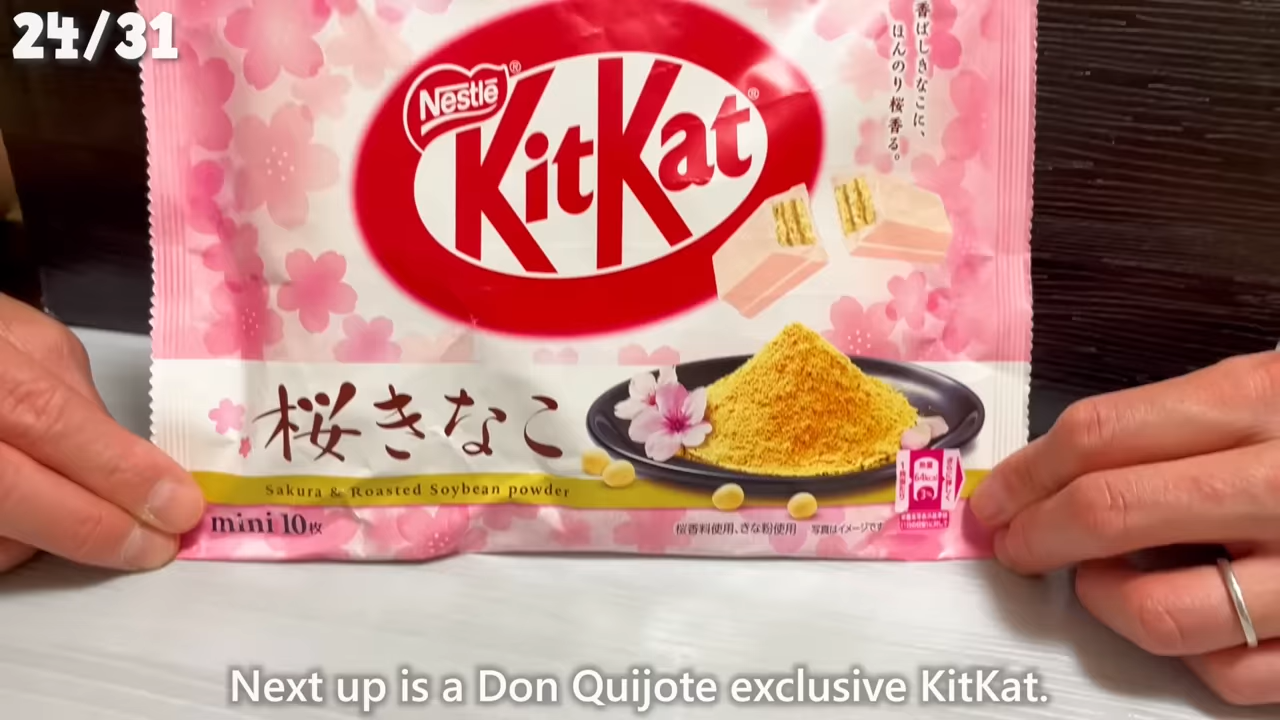 24/31
香ばしきなこに、
ほんのり桜香る。
Nestlé
KitKat
桜きなこ
Sakura & Roasted Soybean powder
mini 10枚
桜香料使用、きな粉使用 写真はイメージです
64kcal
Next up is a Don Quijote exclusive KitKat.